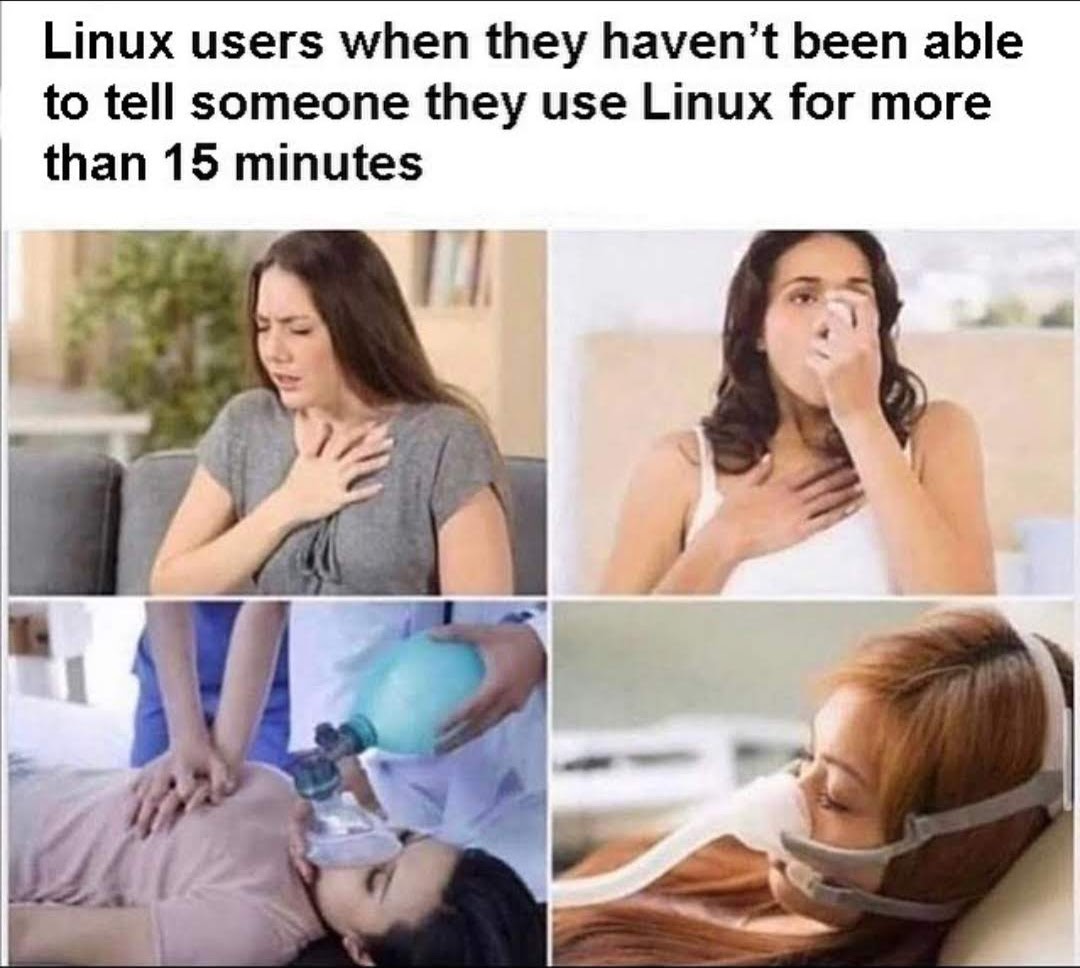 Linux users when they haven’t been able
to tell someone they use Linux for more
than 15 minutes